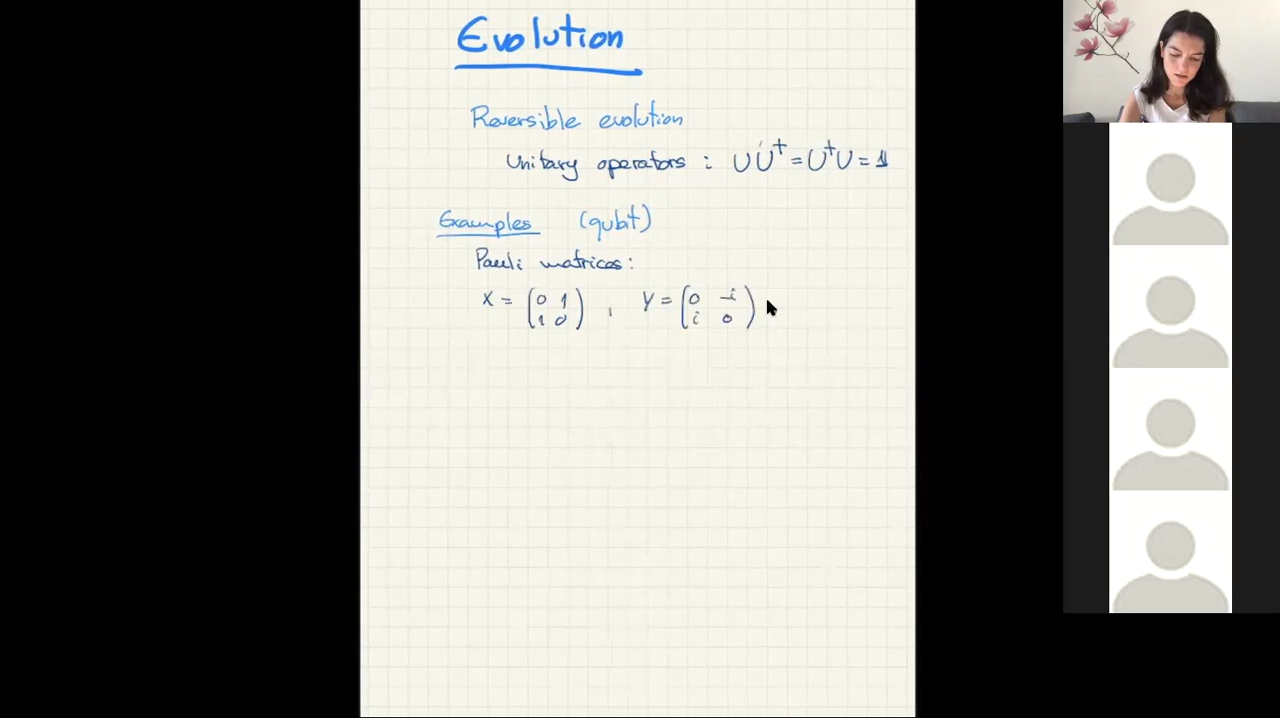 Evolution
Reversible evolution
Unitary operators : UU† = U†U = 𝟙
Examples (qubit)
Pauli matrices:
X = (0 1 , Y = (0 -i
1 0) i 0)